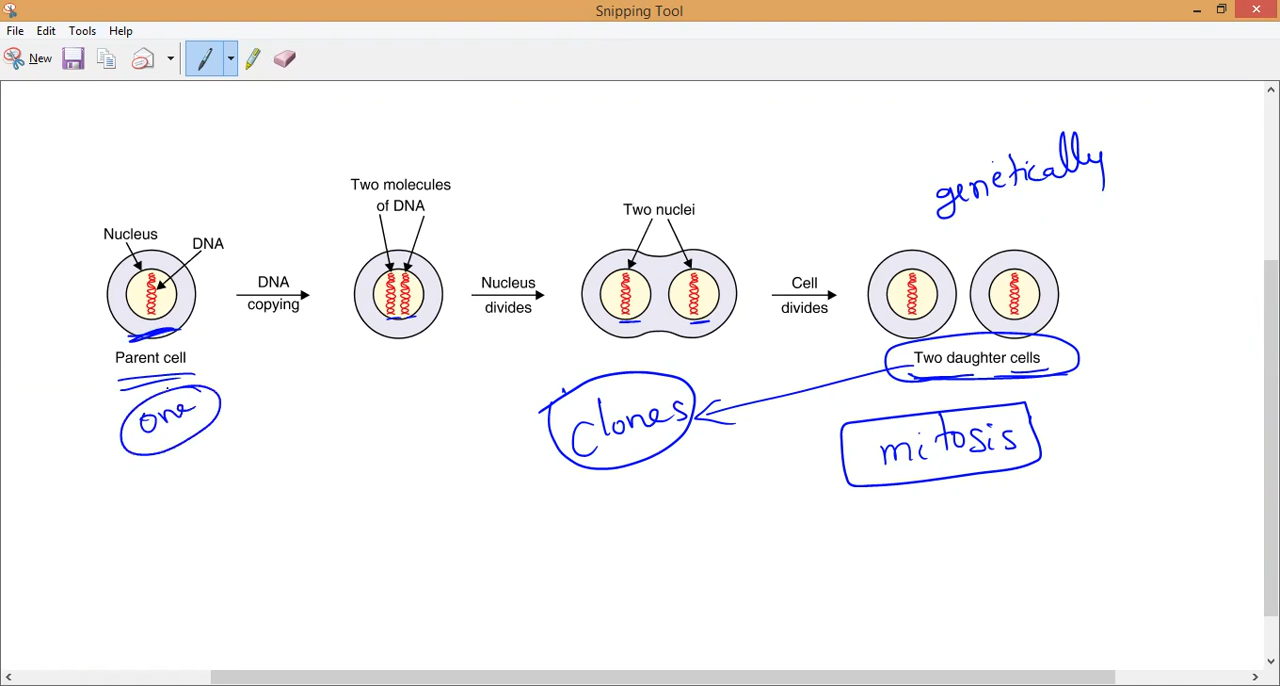 Snipping Tool
File Edit Tools Help
New
genetically
Two molecules
of DNA
Two nuclei
Nucleus
DNA
DNA
copying
Nucleus
divides
Cell
divides
Parent cell
Two daughter cells
one
Clones
mitosis